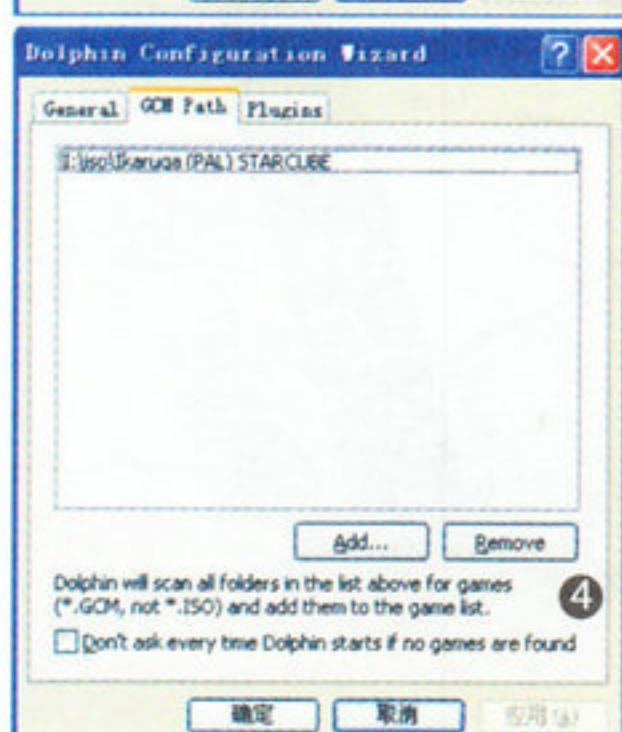 Dolphin Configuration Wizard
General GCM Path Plugins
I:\iso\Ikaruga (PAL) STARCUBE
Add... Remove
Dolphin will scan all folders in the list above for games
(*.GCM, not *.ISO) and add them to the game list.
4
Don't ask every time Dolphin starts if no games are found
确定 取消 应用(A)